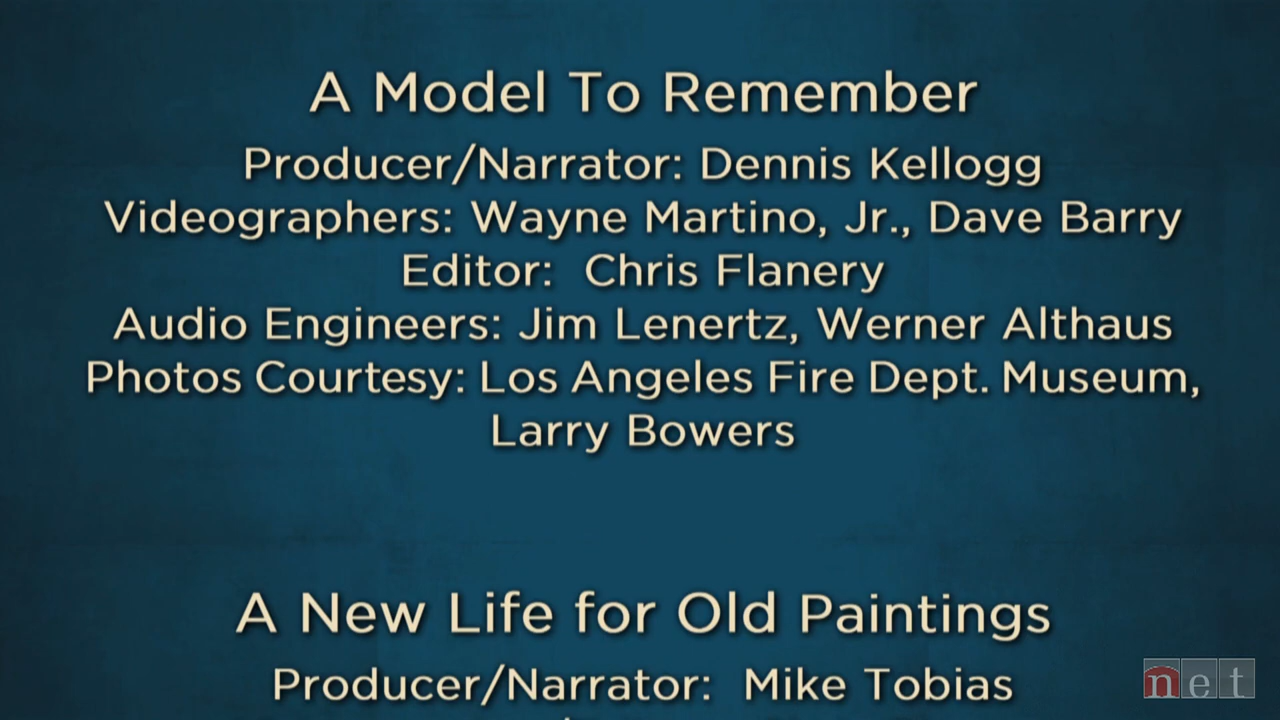 A Model To Remember
Producer/Narrator: Dennis Kellogg
Videographers: Wayne Martino, Jr., Dave Barry
Editor:  Chris Flanery
Audio Engineers: Jim Lenertz, Werner Althaus
Photos Courtesy: Los Angeles Fire Dept. Museum,
Larry Bowers
A New Life for Old Paintings
Producer/Narrator:  Mike Tobias
net